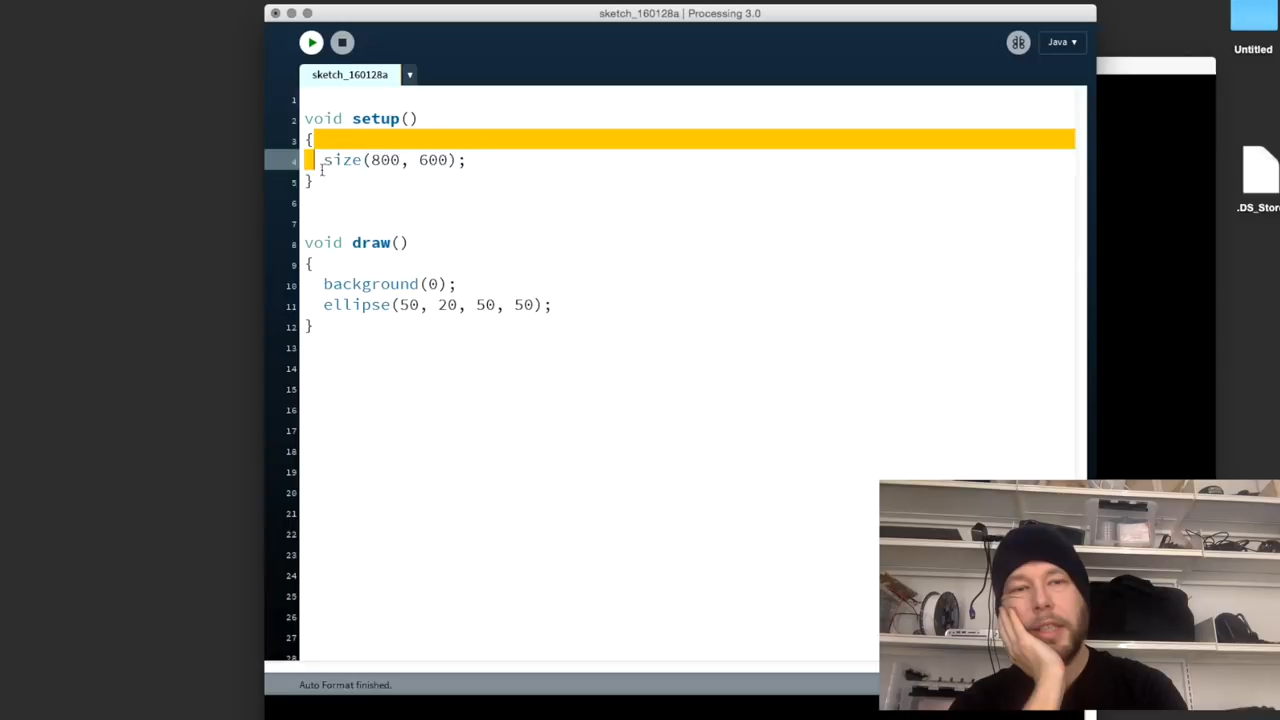 sketch_160128a | Processing 3.0
Untitled
Java ▾
sketch_160128a
1
2 void setup()
3 {
4 size(800, 600);
5 }
6
7
8 void draw()
9 {
10 background(0);
11 ellipse(50, 20, 50, 50);
12 }
13
14
15
16
17
18
19
20
21
22
23
24
25
26
27
28
.DS_Stor
Auto Format finished.